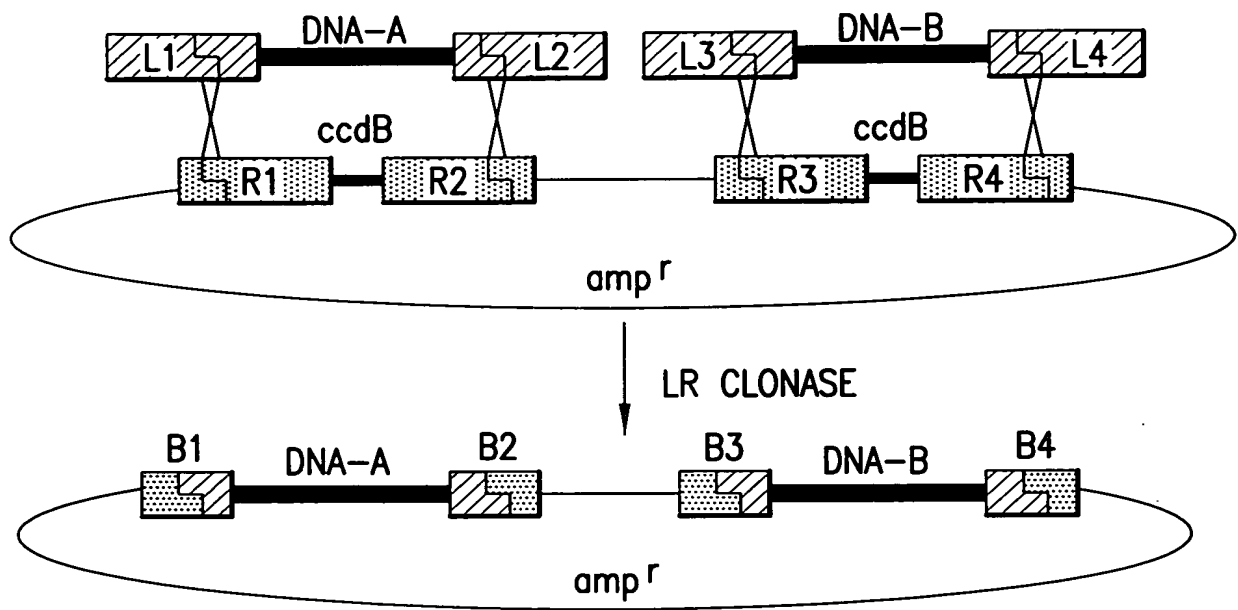 L1 DNA-A L2 L3 DNA-B L4
ccdB ccdB
R1 R2 R3 R4
amp r
LR CLONASE
B1 DNA-A B2 B3 DNA-B B4
amp r